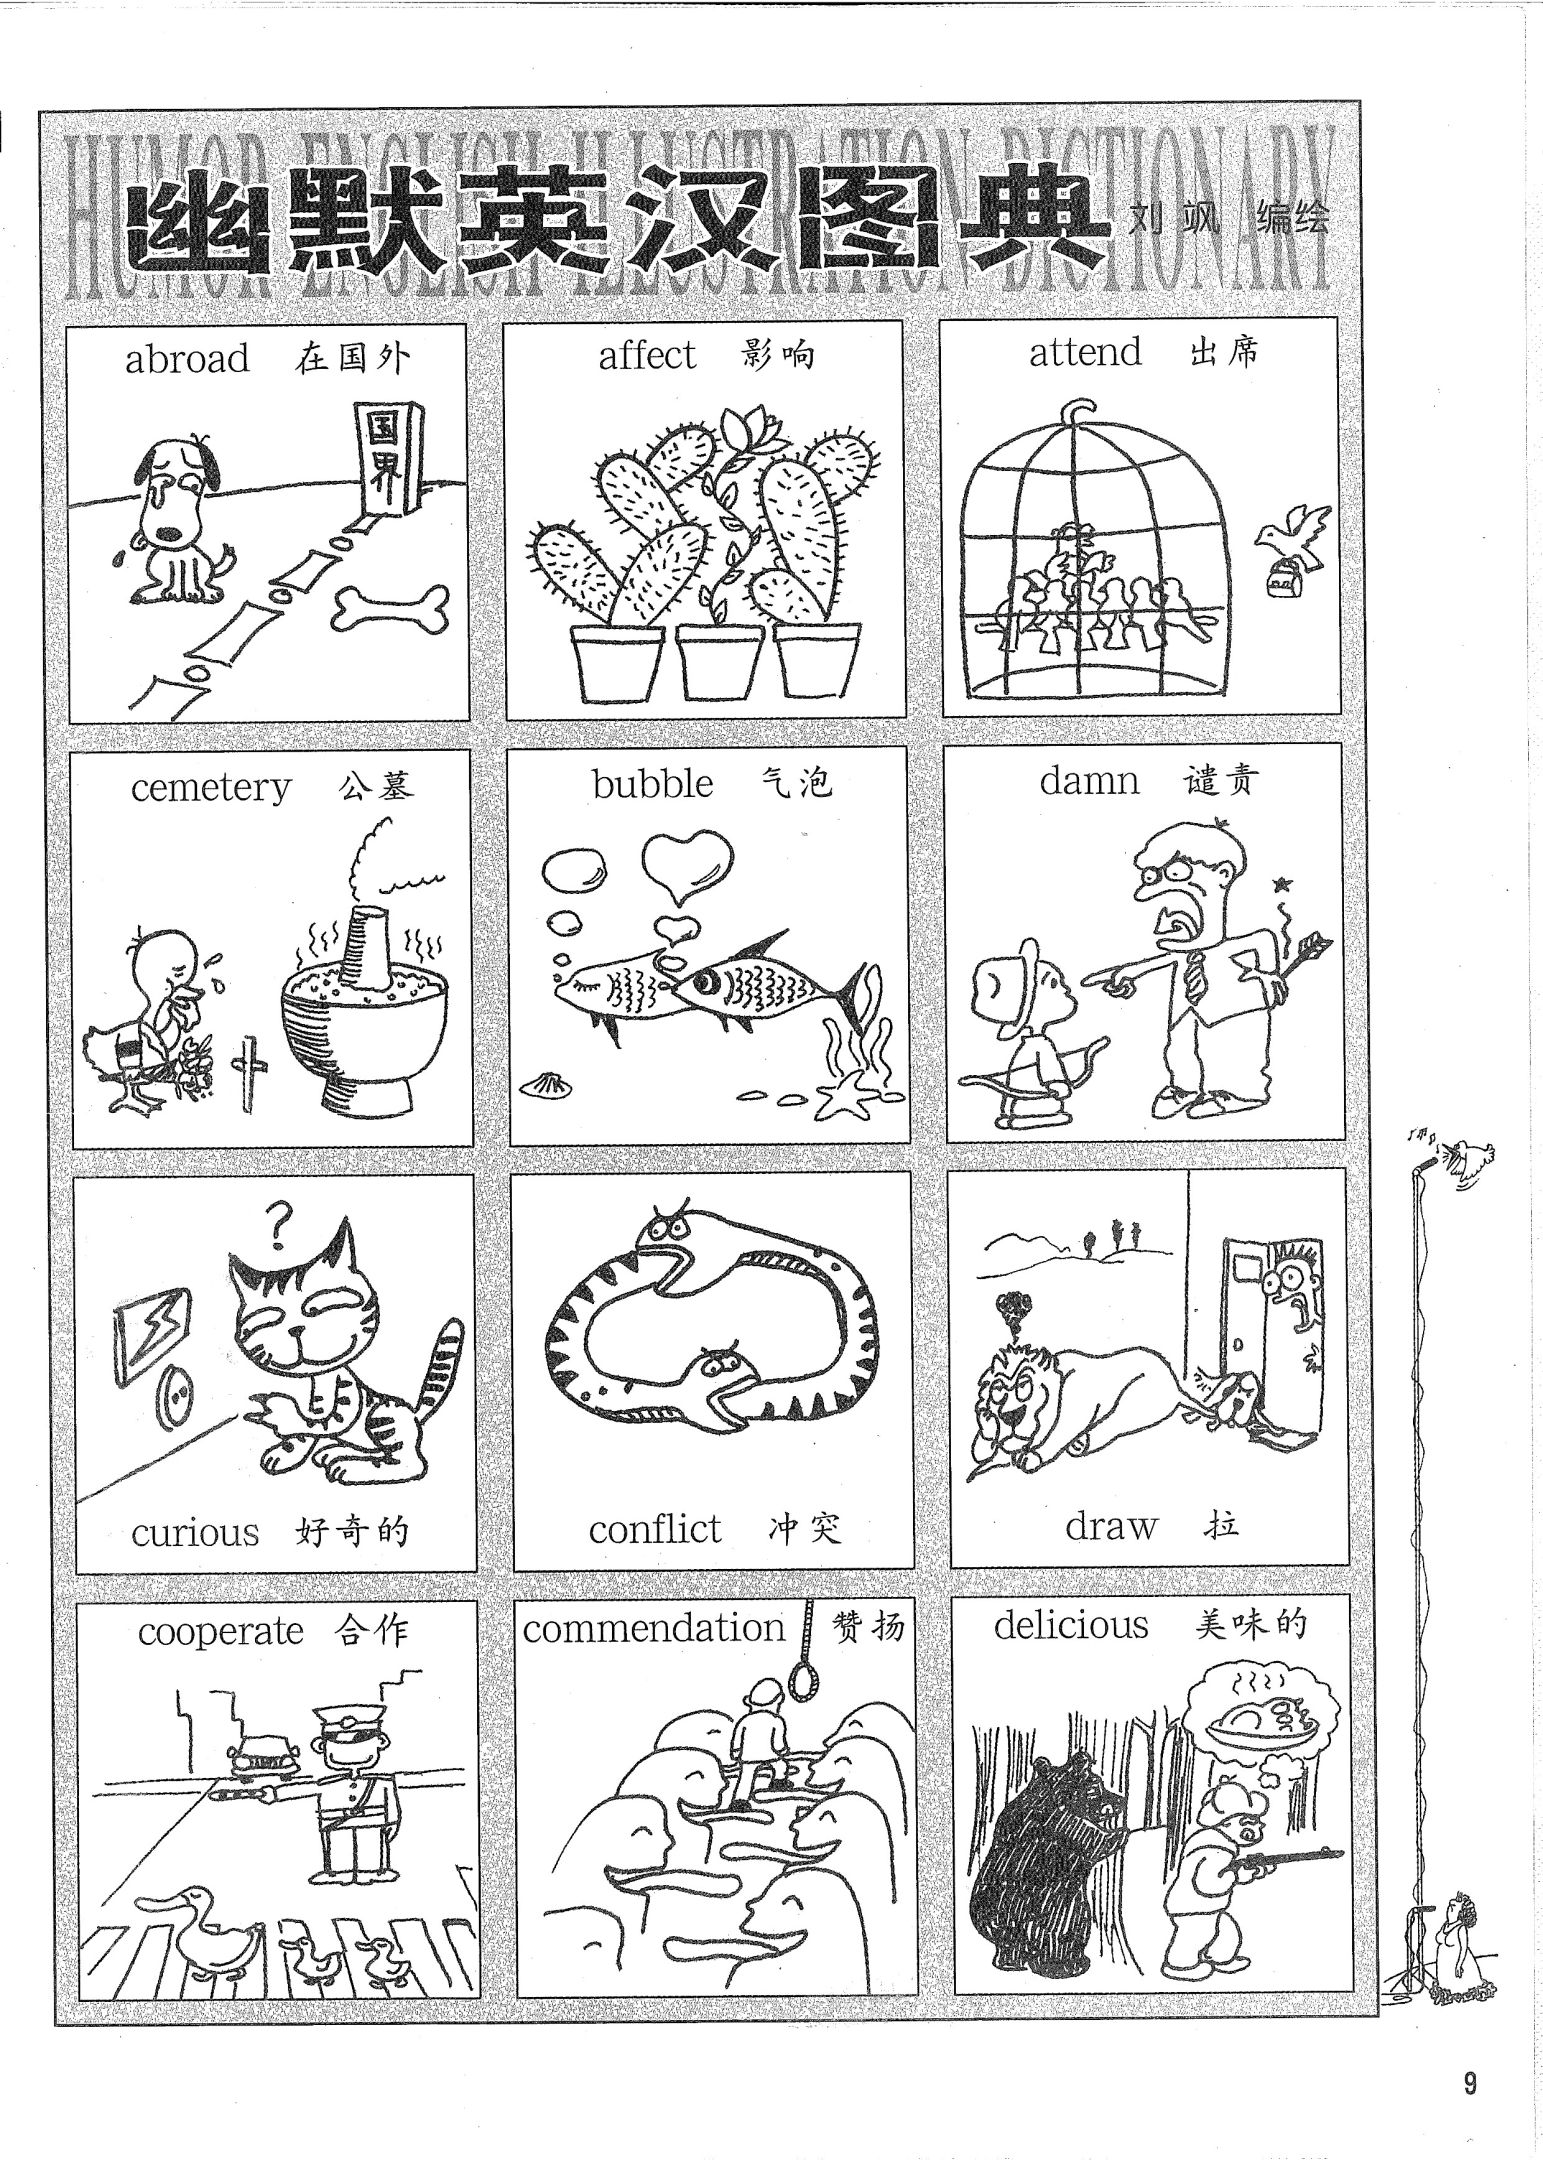 HUMOR ENGLISH ILLUSTRATION DICTIONARY
幽默英汉图典
刘飒 编绘
abroad 在国外
国界
affect 影响
attend 出席
cemetery 公墓
bubble 气泡
damn 谴责
?
curious 好奇的
conflict 冲突
draw 拉
cooperate 合作
commendation 赞扬
delicious 美味的
9